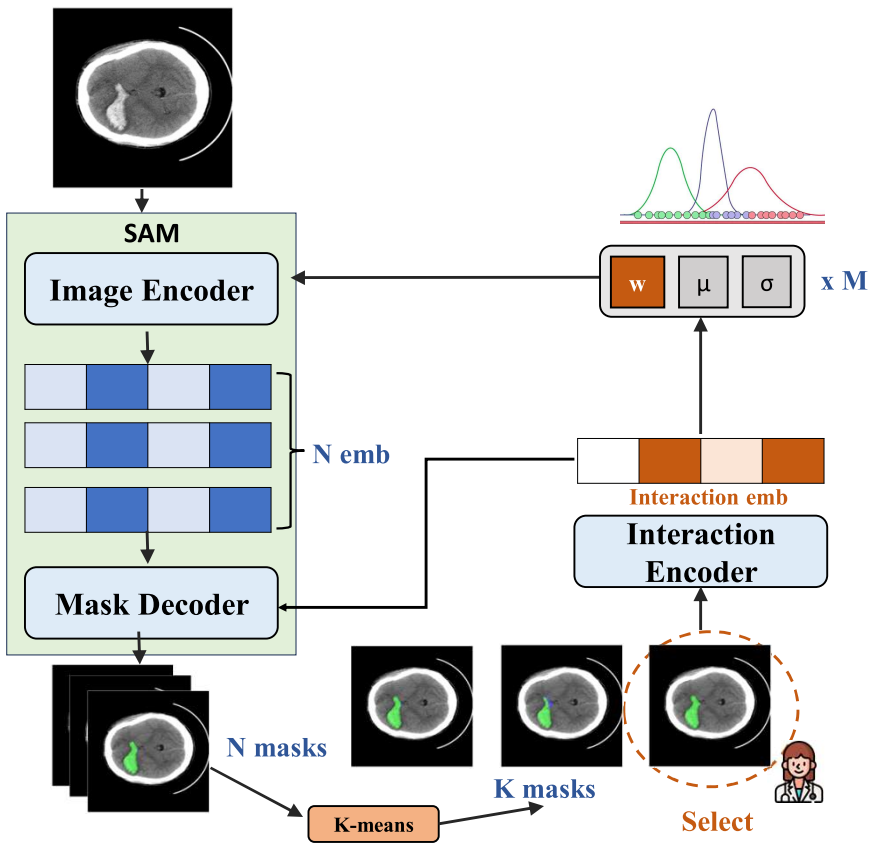 SAM
Image Encoder
w
μ
σ
x M
N emb
Interaction emb
Interaction
Encoder
Mask Decoder
N masks
K masks
K-means
Select